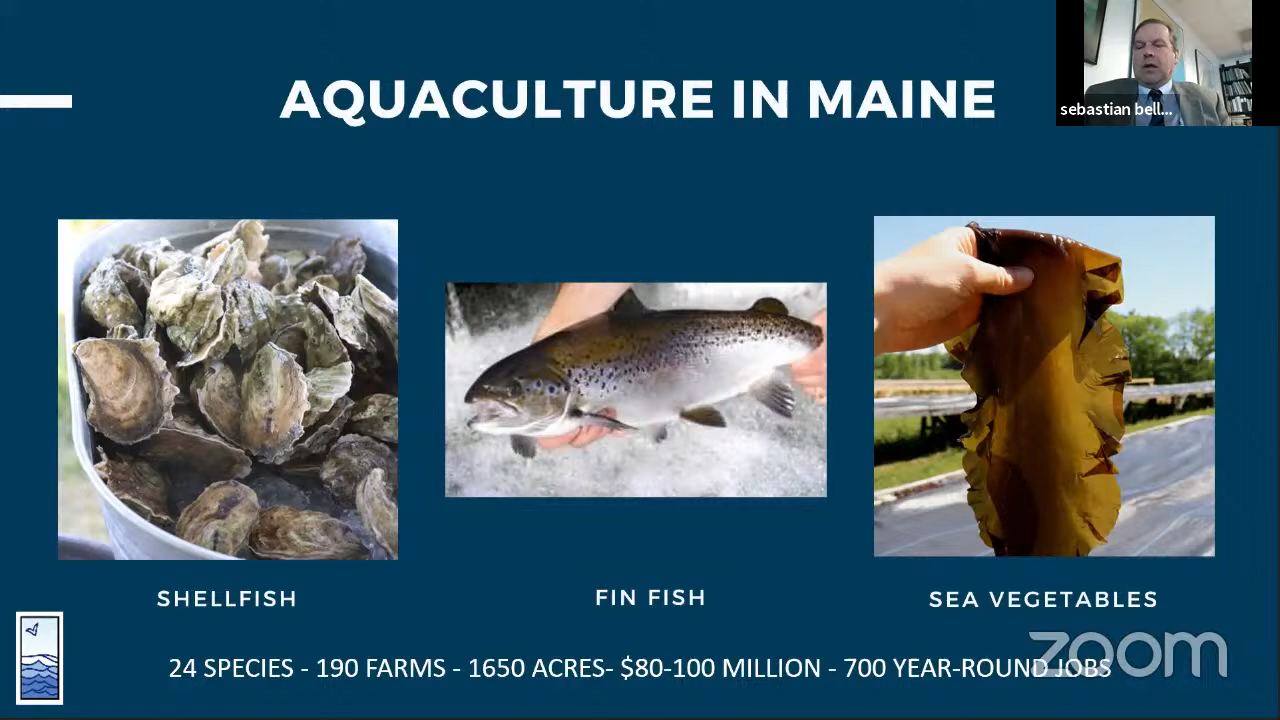 AQUACULTURE IN MAINE
sebastian bell...
SHELLFISH
FIN FISH
SEA VEGETABLES
24 SPECIES - 190 FARMS - 1650 ACRES- $80-100 MILLION - 700 YEAR-ROUND JOBS
zoom